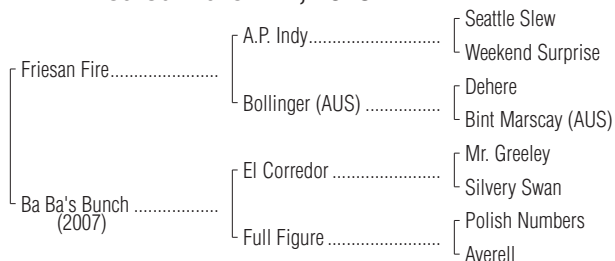 Seattle Slew
A.P. Indy
Weekend Surprise
Friesan Fire
Dehere
Bollinger (AUS)
Bint Marscay (AUS)
Mr. Greeley
El Corredor
Silvery Swan
Ba Ba's Bunch
(2007)
Polish Numbers
Full Figure
Averell